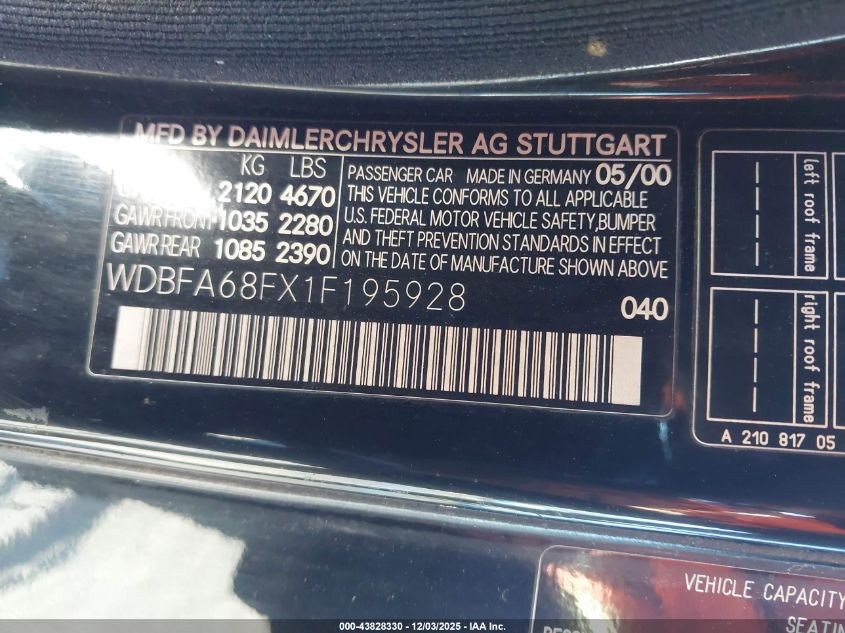 MFD BY DAIMLERCHRYSLER AG STUTTGART
KG LBS
2120 4670
GAWR FRONT 1035 2280
GAWR REAR 1085 2390
PASSENGER CAR MADE IN GERMANY 05/00
THIS VEHICLE CONFORMS TO ALL APPLICABLE
U.S. FEDERAL MOTOR VEHICLE SAFETY,BUMPER
AND THEFT PREVENTION STANDARDS IN EFFECT
ON THE DATE OF MANUFACTURE SHOWN ABOVE
WDBFA68FX1F195928
040
left roof frame
right roof frame
A 210 817 05
VEHICLE CAPACITY
SEATIN
000-43828330 - 12/03/2025 - IAA Inc.